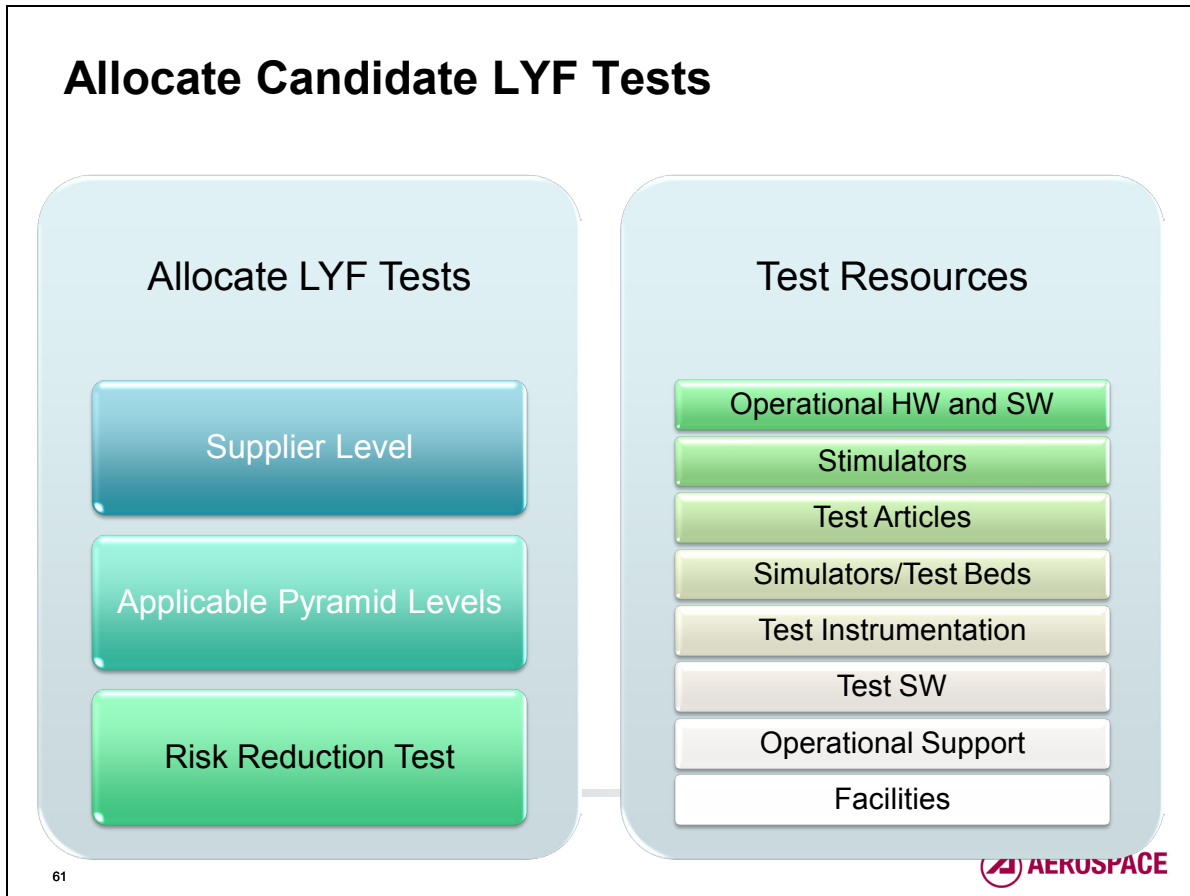 Allocate Candidate LYF Tests
Allocate LYF Tests
Supplier Level
Applicable Pyramid Levels
Risk Reduction Test
Test Resources
Operational HW and SW
Stimulators
Test Articles
Simulators/Test Beds
Test Instrumentation
Test SW
Operational Support
Facilities
61
AEROSPACE